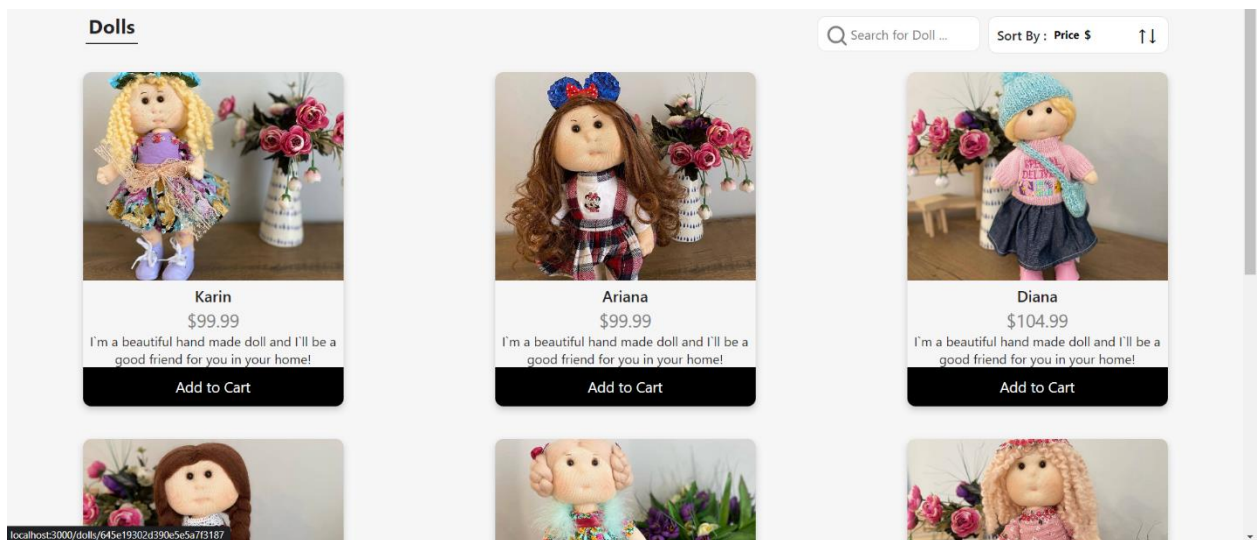 Dolls
Search for Doll ...
Sort By : Price $
SPECIAL
DELIVERY
Karin
$99.99
I`m a beautiful hand made doll and I`ll be a
good friend for you in your home!
Add to Cart
Ariana
$99.99
I`m a beautiful hand made doll and I`ll be a
good friend for you in your home!
Add to Cart
Diana
$104.99
I`m a beautiful hand made doll and I`ll be a
good friend for you in your home!
Add to Cart
localhost:3000/dolls/645e19302d390e5e5a7f3187